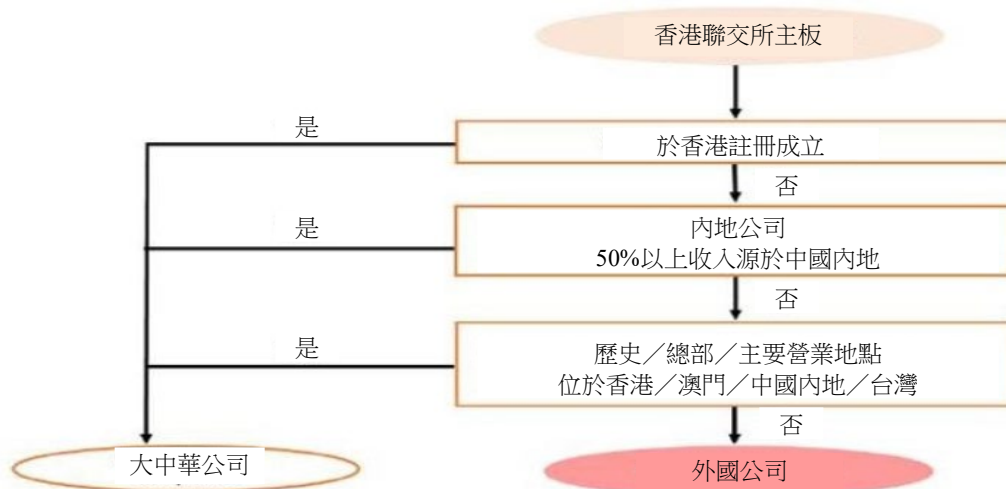 香港聯交所主板
是
於香港註冊成立
否
是
內地公司
50%以上收入源於中國內地
否
是
歷史／總部／主要營業地點
位於香港／澳門／中國內地／台灣
否
大中華公司
外國公司